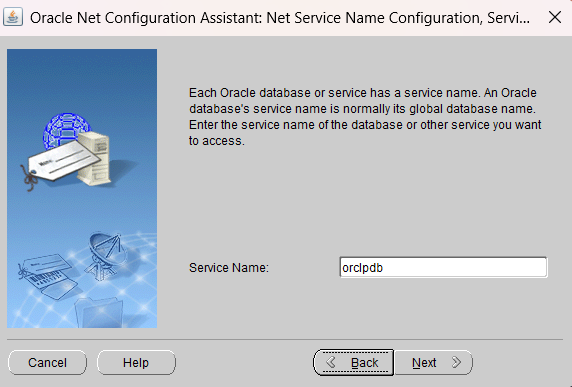 Oracle Net Configuration Assistant: Net Service Name Configuration, Servi...
Each Oracle database or service has a service name. An Oracle
database's service name is normally its global database name.
Enter the service name of the database or other service you want
to access.
Service Name:
orclpdb
Cancel
Help
Back
Next